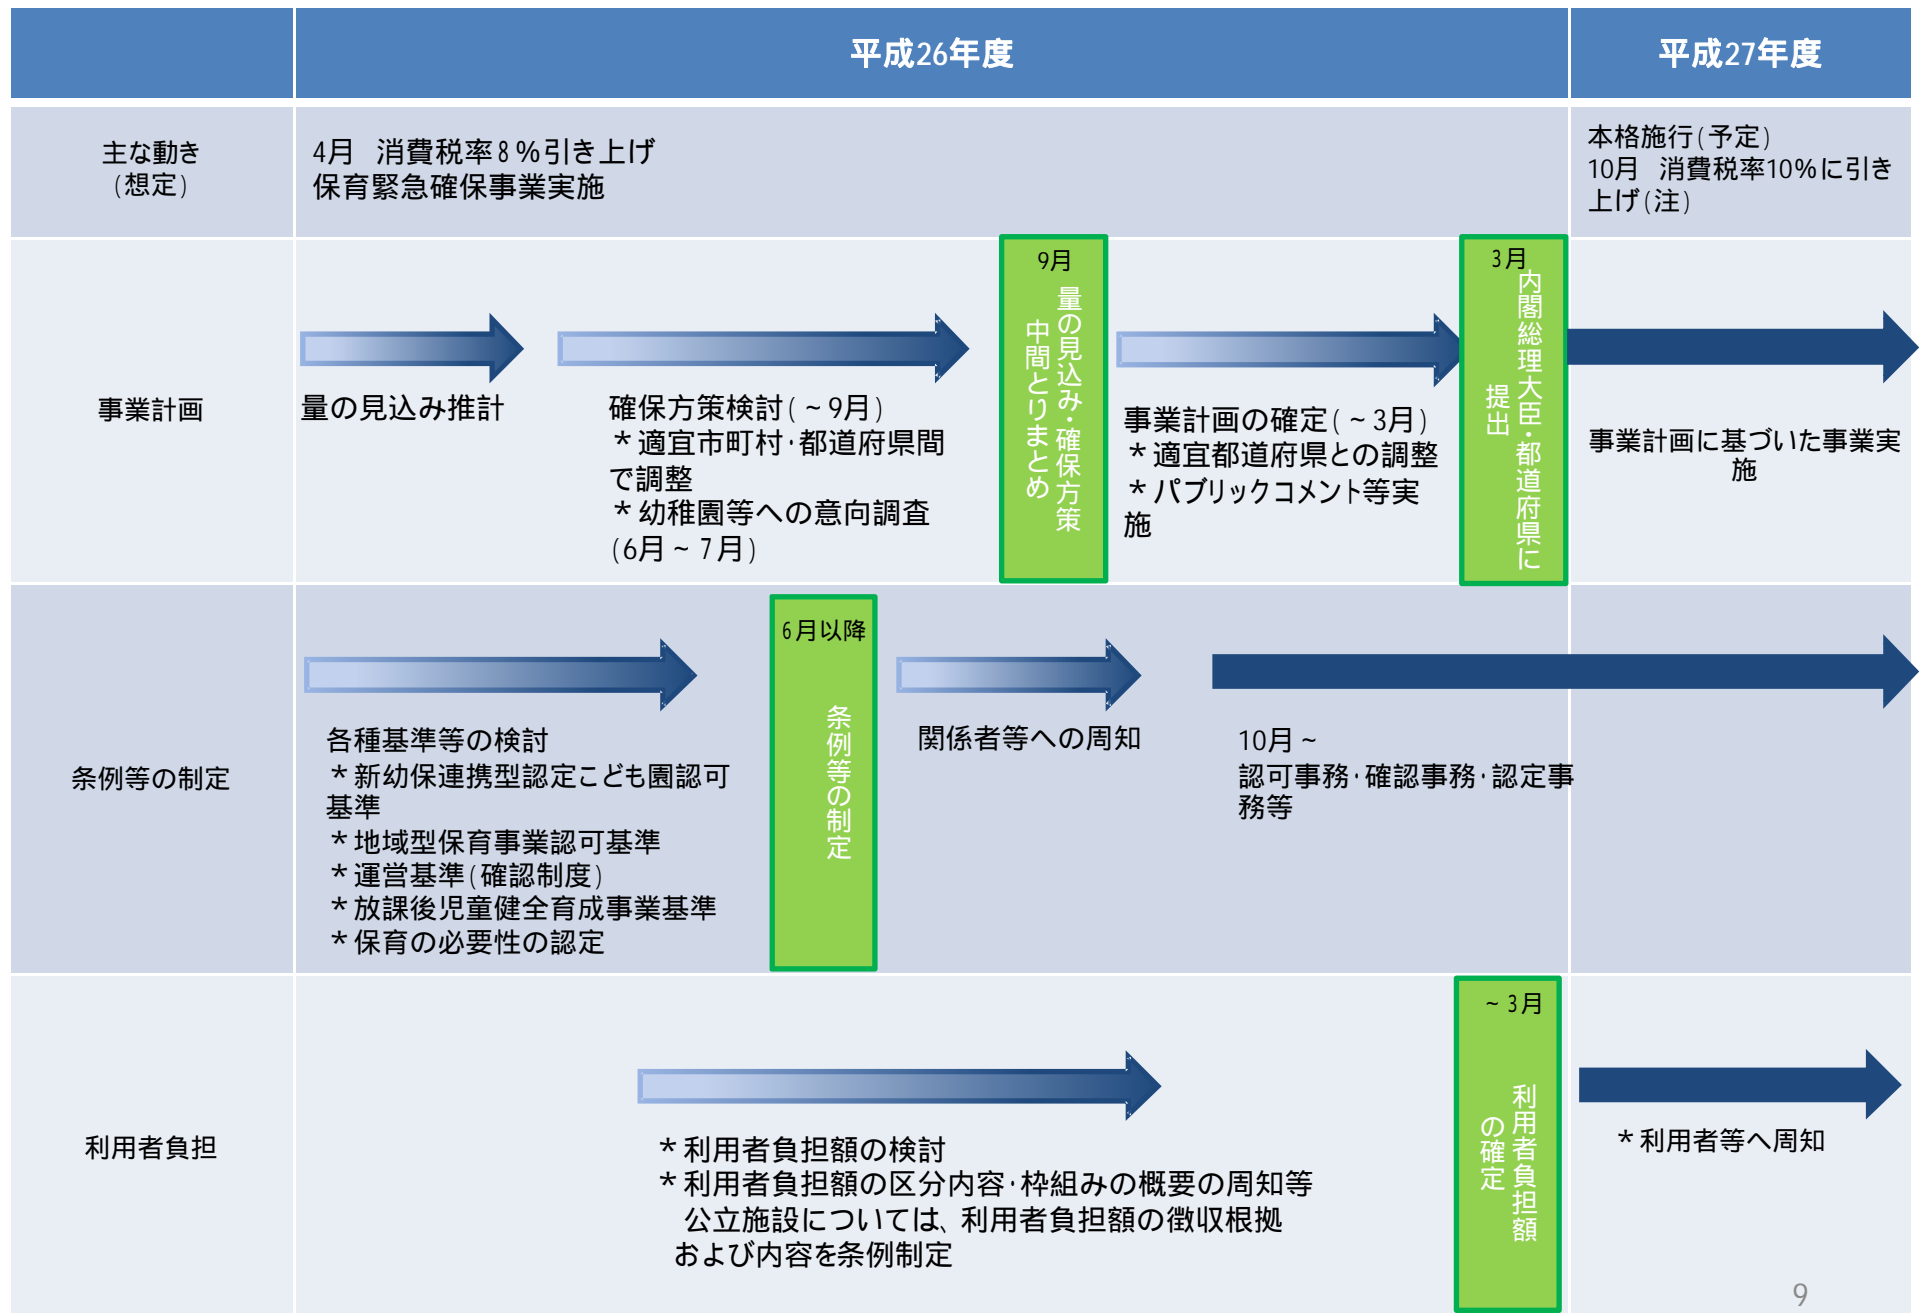 平成26年度
平成27年度
主な動き
(想定)
4月 消費税率8%引き上げ
保育緊急確保事業実施
本格施行(予定)
10月 消費税率10%に引き
上げ(注)
事業計画
量の見込み推計
確保方策検討(~9月)
*適宜市町村・都道府県間
で調整
*幼稚園等への意向調査
(6月~7月)
9月
量の見込み・確保方策
中間とりまとめ
事業計画の確定(~3月)
*適宜都道府県との調整
*パブリックコメント等実
施
3月
内閣総理大臣・都道府県に
提出
事業計画に基づいた事業実
施
条例等の制定
各種基準等の検討
*新幼保連携型認定こども園認可
基準
*地域型保育事業認可基準
*運営基準(確認制度)
*放課後児童健全育成事業基準
*保育の必要性の認定
6月以降
条例等の制定
関係者等への周知
10月~
認可事務・確認事務・認定事
務等
利用者負担
*利用者負担額の検討
*利用者負担額の区分内容・枠組みの概要の周知等
公立施設については、利用者負担額の徴収根拠
および内容を条例制定
~3月
利用者負担額
の確定
*利用者等へ周知
9